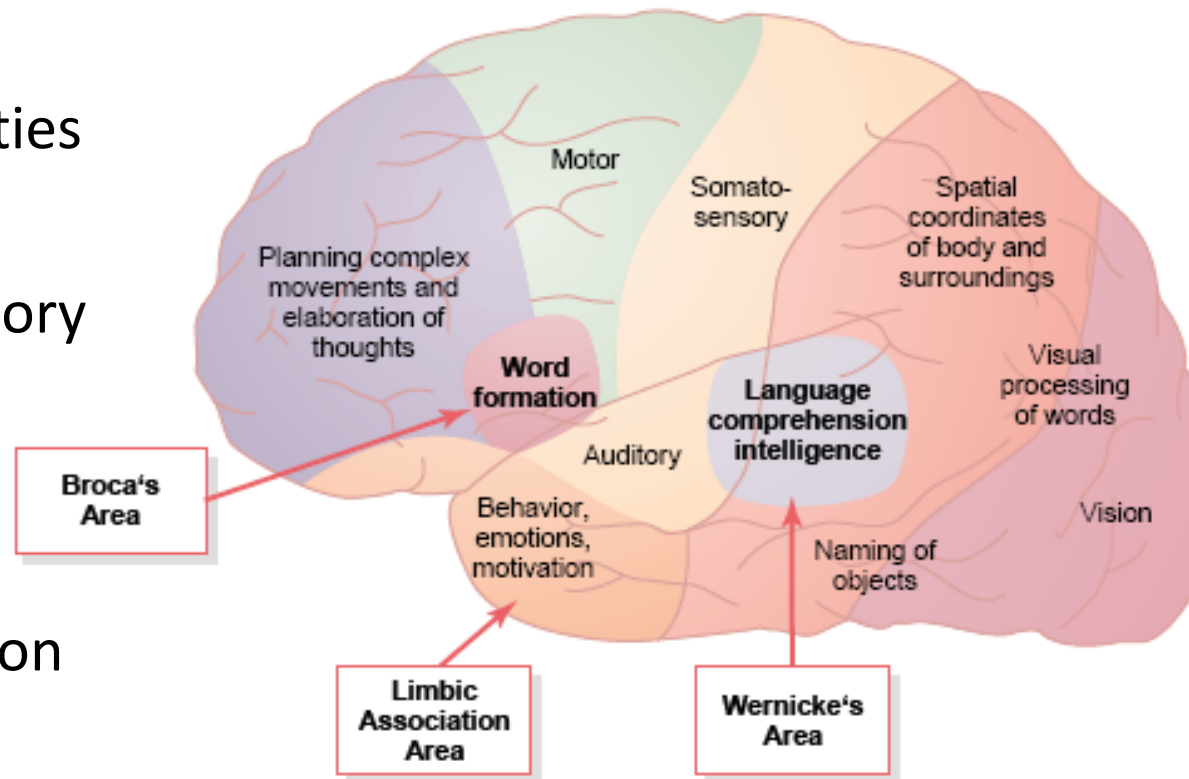 ties
ory
on
Motor
Somato-
sensory
Spatial
coordinates
of body and
surroundings
Planning complex
movements and
elaboration of
thoughts
Word
formation
Language
comprehension
intelligence
Visual
processing
of words
Auditory
Behavior,
emotions,
motivation
Naming of
objects
Vision
Broca‘s
Area
Limbic
Association
Area
Wernicke‘s
Area